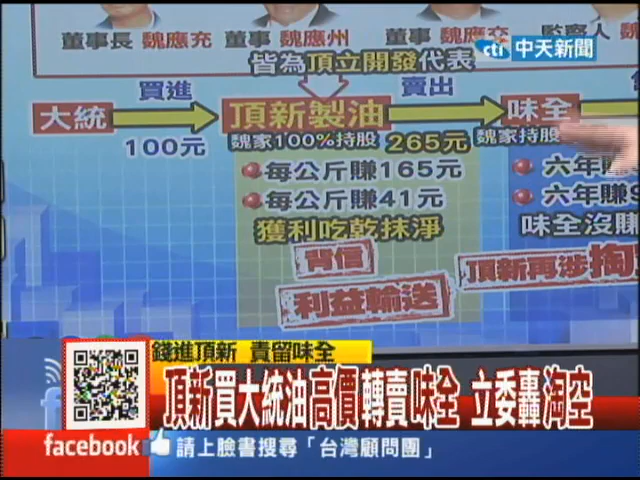 董事長 魏應充
董事 魏應州
董事 魏應交
監察人
cti 中天新聞
皆為頂立開發代表
買進
賣出
大統
頂新製油
味全
100元
魏家100%持股
265元
魏家持股
每公斤賺165元
每公斤賺41元
獲利吃乾抹淨
六年賺
六年賺9
味全沒賺
背信
利益輸送
頂新再涉掏
錢進頂新 責留味全
頂新買大統油高價轉賣味全 立委轟淘空
facebook 請上臉書搜尋「台灣顧問團」